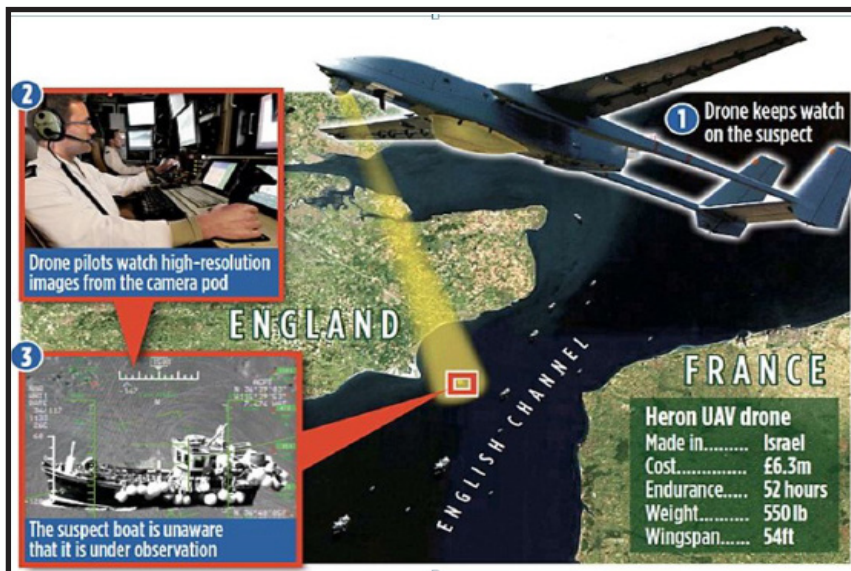 1 Drone keeps watch
on the suspect
2
Drone pilots watch high-resolution
images from the camera pod
3
The suspect boat is unaware
that it is under observation
ENGLAND
ENGLISH CHANNEL
FRANCE
Heron UAV drone
Made in......... Israel
Cost.............. £6.3m
Endurance..... 52 hours
Weight.......... 550lb
Wingspan...... 54ft